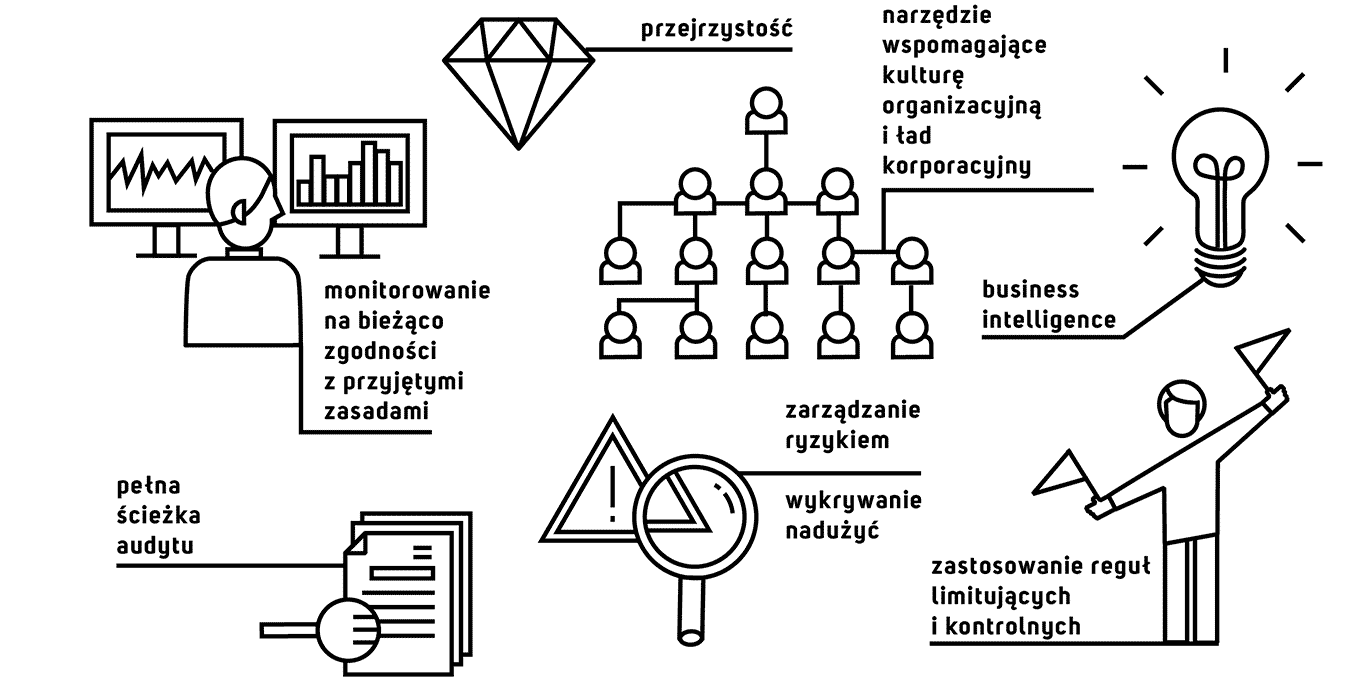 przejrzystość
narzędzie
wspomagające
kulturę
organizacyjną
i ład
korporacyjny
monitorowanie
na bieżąco
zgodności
z przyjętymi
zasadami
business
intelligence
zarządzanie
ryzykiem
wykrywanie
nadużyć
pełna
ścieżka
audytu
zastosowanie reguł
limitujących
i kontrolnych